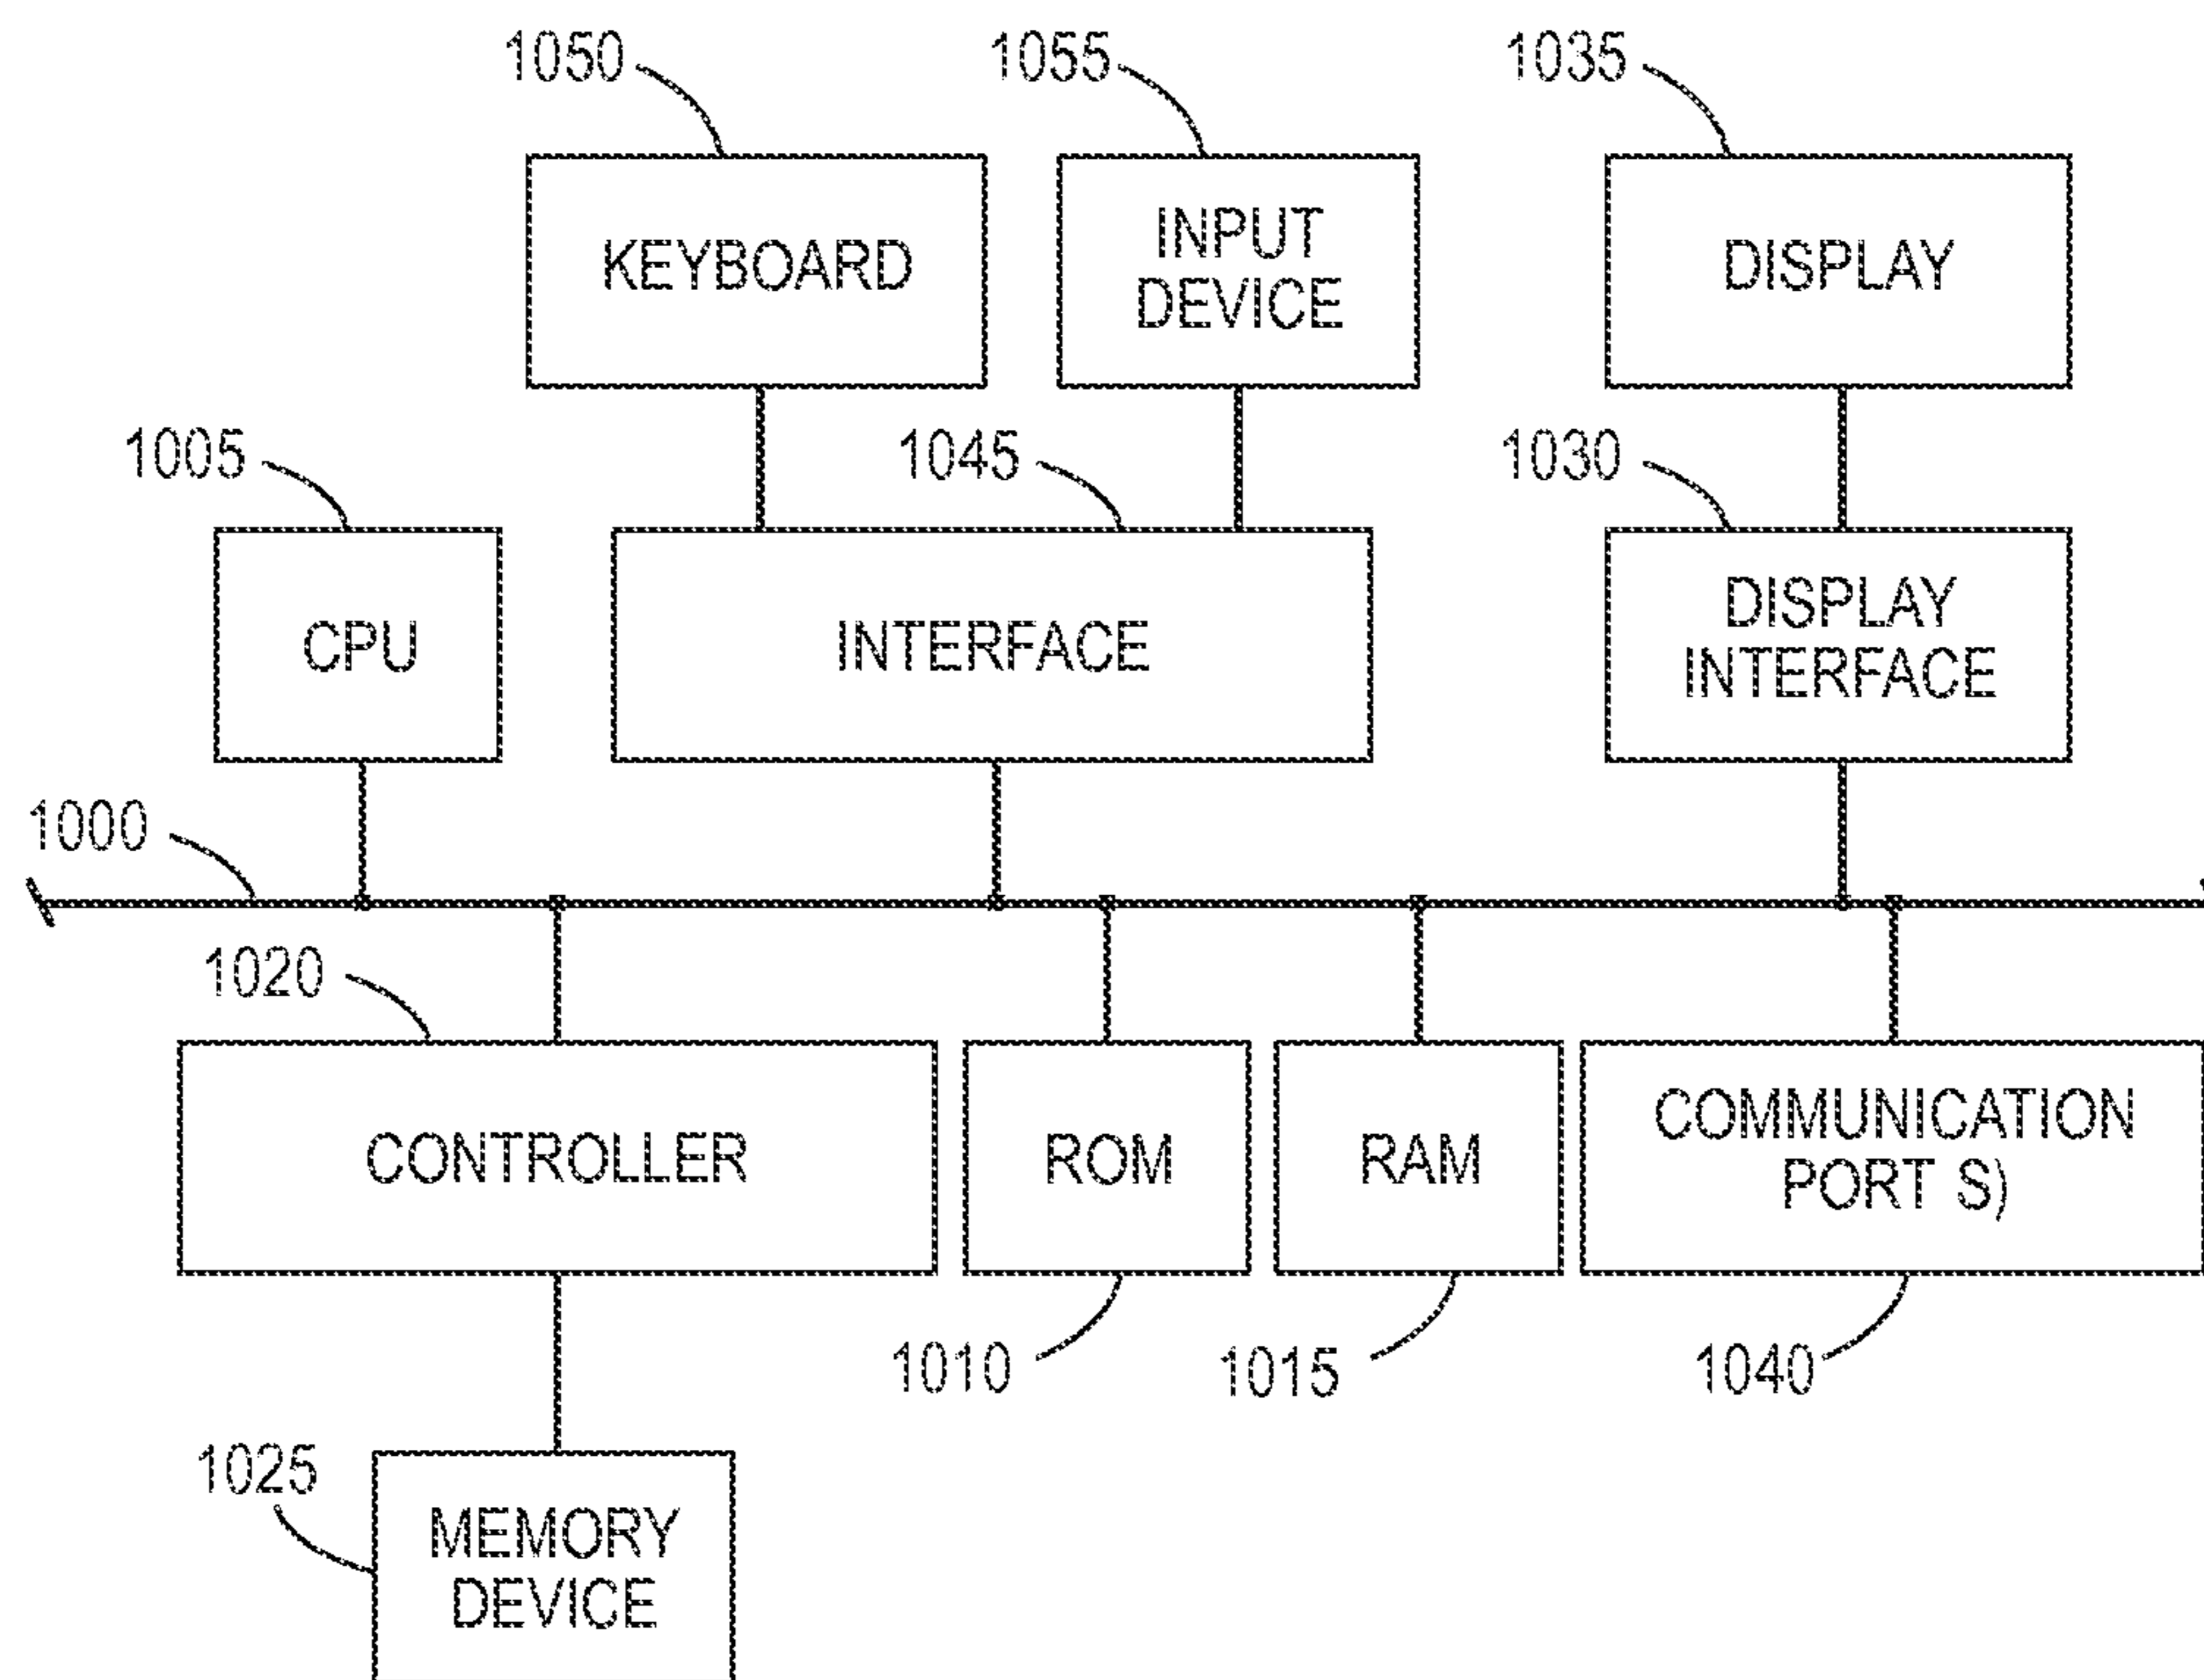 1050
1055
1035
KEYBOARD
INPUT
DEVICE
DISPLAY
1005
1045
1030
CPU
INTERFACE
DISPLAY
INTERFACE
1000
1020
CONTROLLER
ROM
RAM
COMMUNICATION
PORT S)
1010
1015
1040
1025
MEMORY
DEVICE